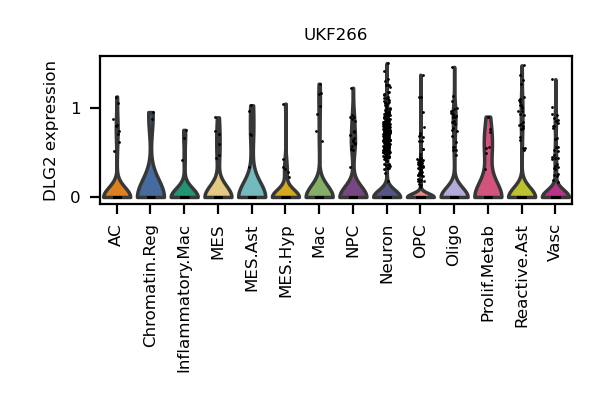 UKF266
DLG2 expression
1
0
AC
Chromatin.Reg
Inflammatory.Mac
MES
MES.Ast
MES.Hyp
Mac
NPC
Neuron
OPC
Oligo
Prolif.Metab
Reactive.Ast
Vasc